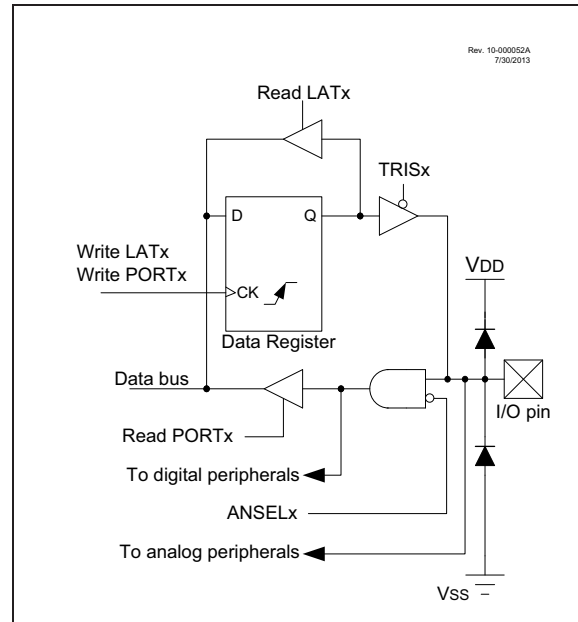 Rev. 10-000052A
7/30/2013
Read LATx
TRISx
D
Q
Write LATx
Write PORTx
CK
VDD
Data Register
Data bus
I/O pin
Read PORTx
To digital peripherals
ANSELx
To analog peripherals
VSS